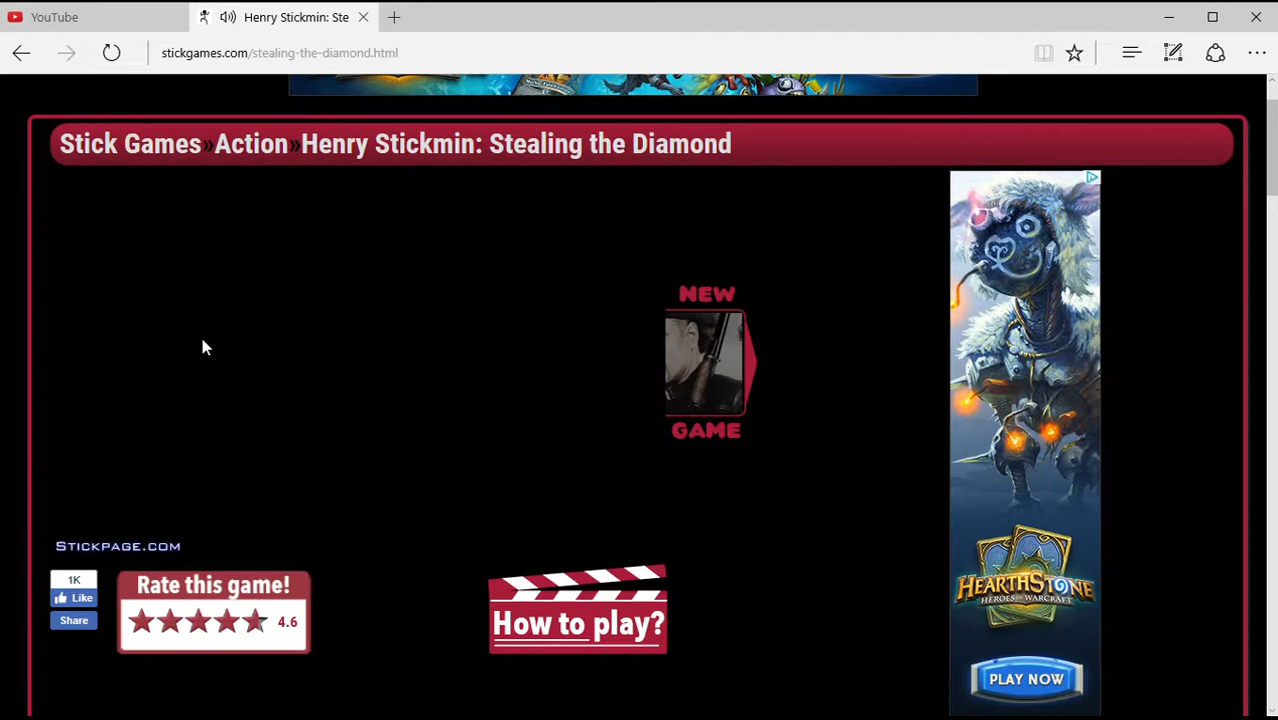 YouTube
Henry Stickmin: Ste
stickgames.com/stealing-the-diamond.html
Stick Games»Action»Henry Stickmin: Stealing the Diamond
NEW
GAME
STICKPAGE.COM
1K
Like
Share
Rate this game!
4.6
How to play?
HEARTHSTONE
HEROES OF WARCRAFT
PLAY NOW